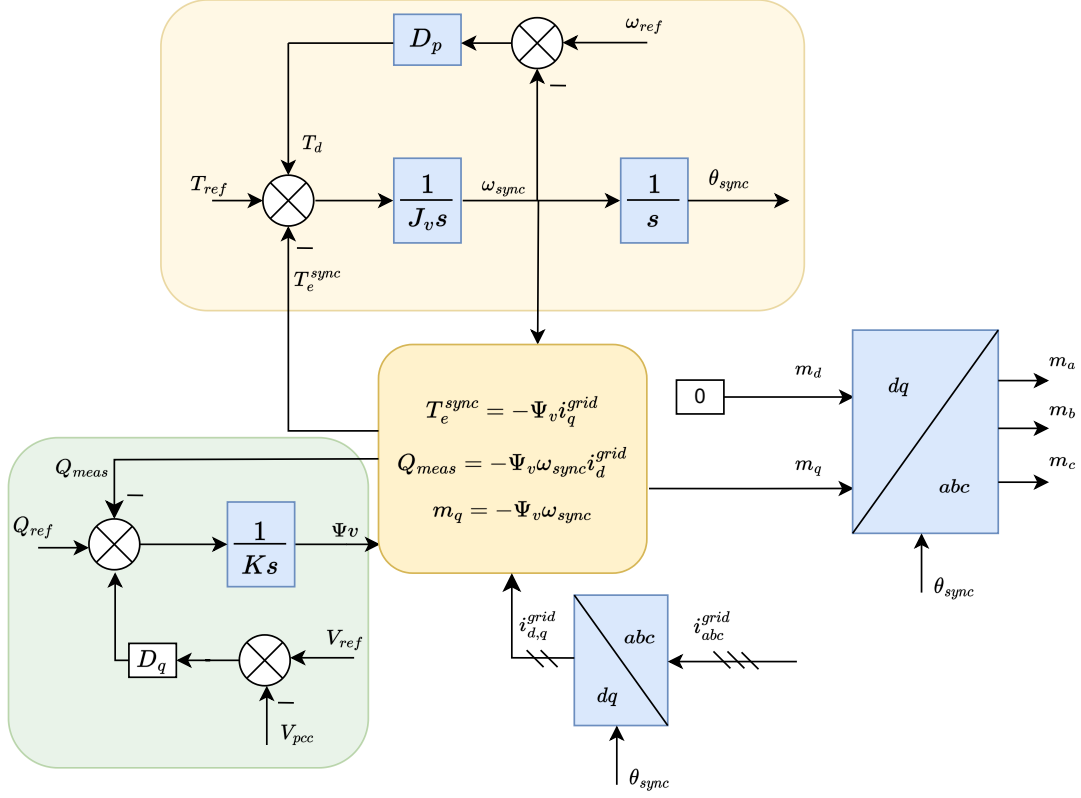 ω_ref
D_p
−
T_d
T_ref
1/(J_v s)
ω_sync
1/s
θ_sync
−
T_e^sync
T_e^sync = −Ψ_v i_q^grid
Q_meas = −Ψ_v ω_sync i_d^grid
m_q = −Ψ_v ω_sync
0
m_d
m_q
dq
abc
m_a
m_b
m_c
θ_sync
Q_meas
−
Q_ref
1/(Ks)
Ψv
D_q
-
V_ref
−
V_pcc
i_d,q^grid
abc
dq
i_abc^grid
θ_sync